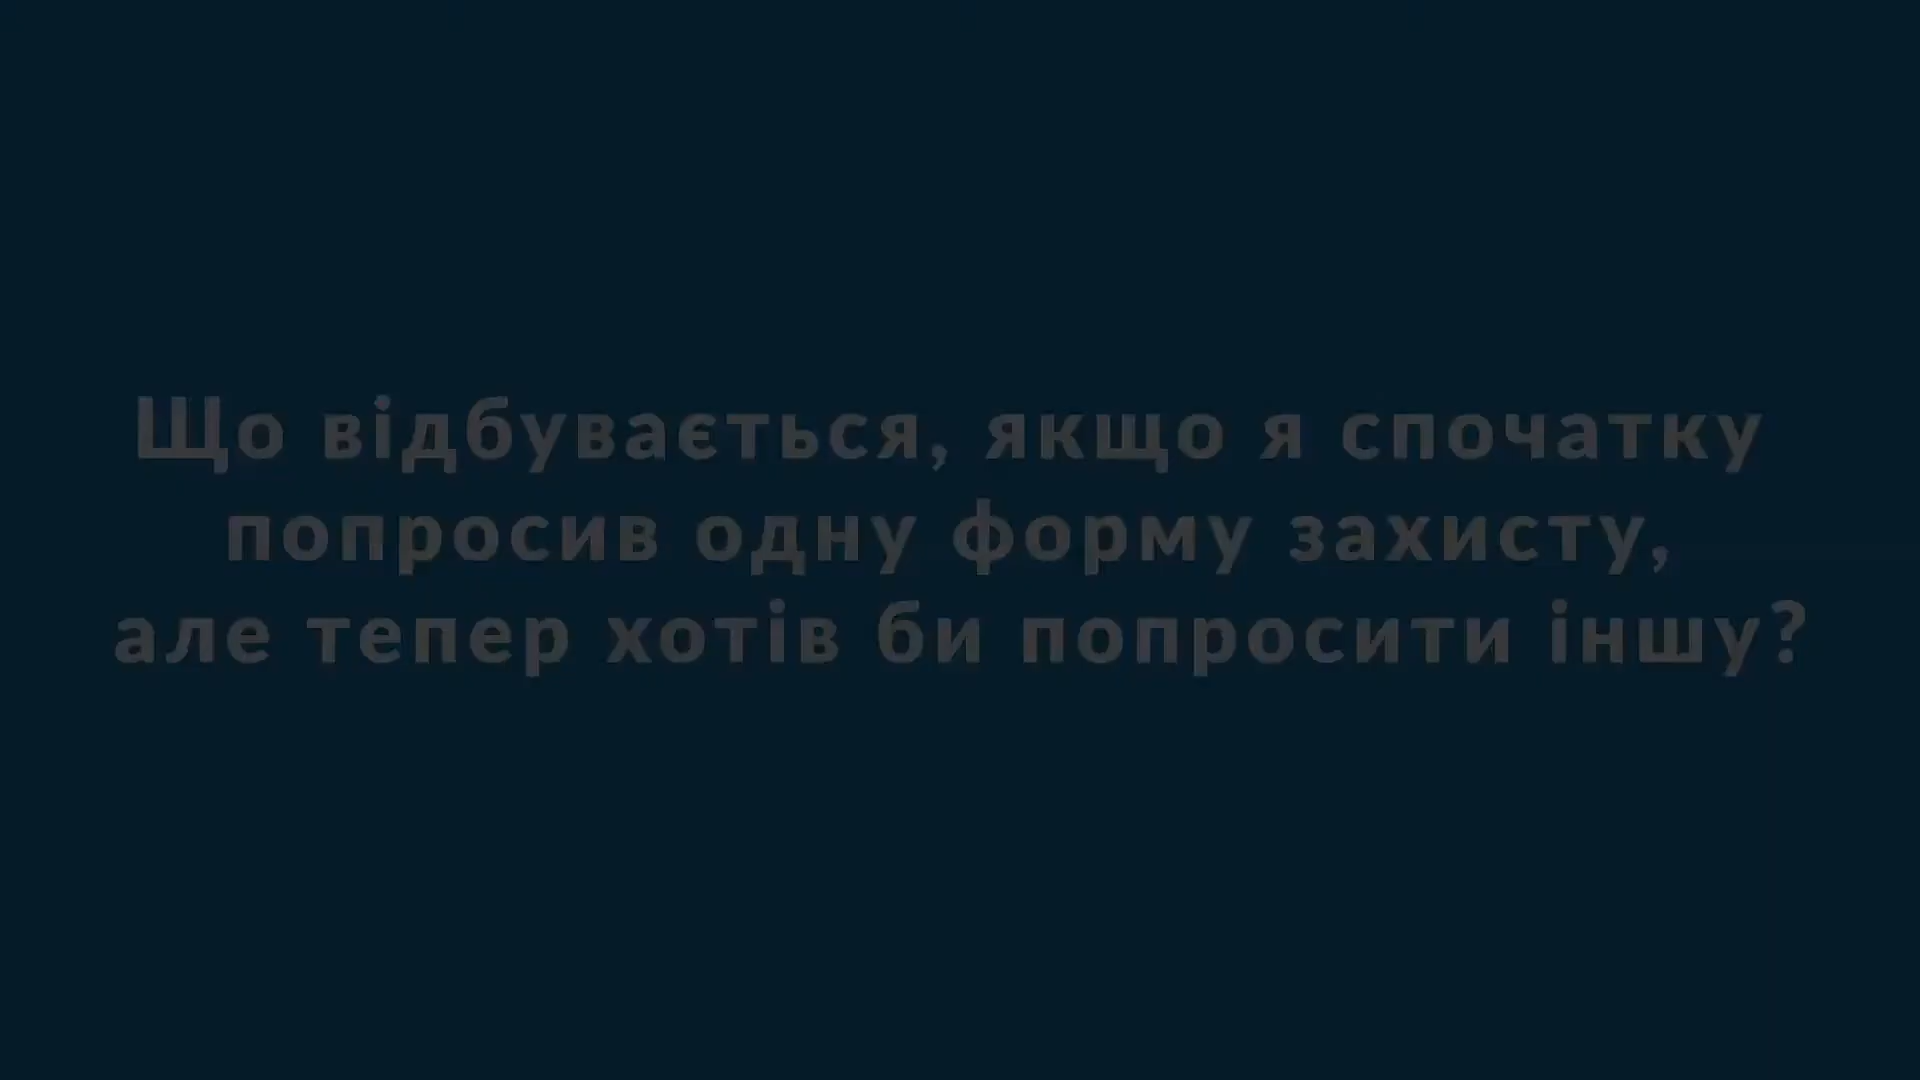 Що відбувається, якщо я спочатку
попросив одну форму захисту,
але тепер хотів би попросити іншу?